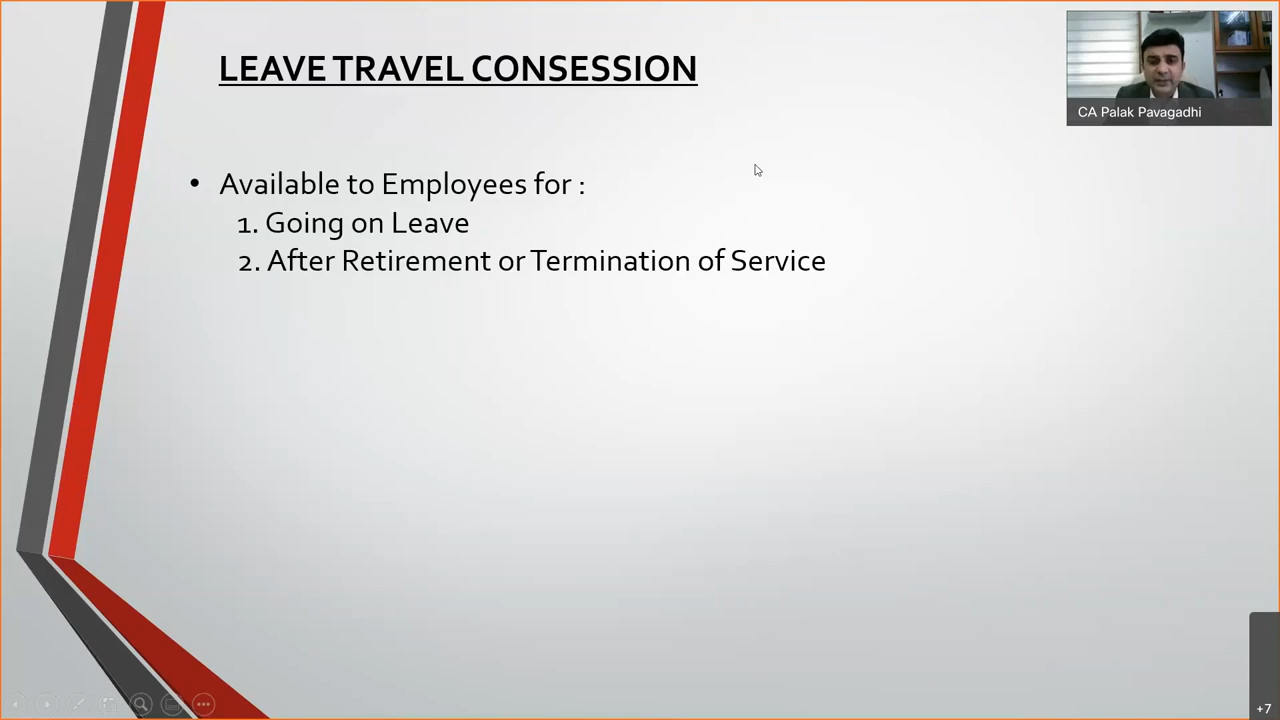 LEAVE TRAVEL CONSESSION
CA Palak Pavagadhi
• Available to Employees for :
1. Going on Leave
2. After Retirement or Termination of Service
+7